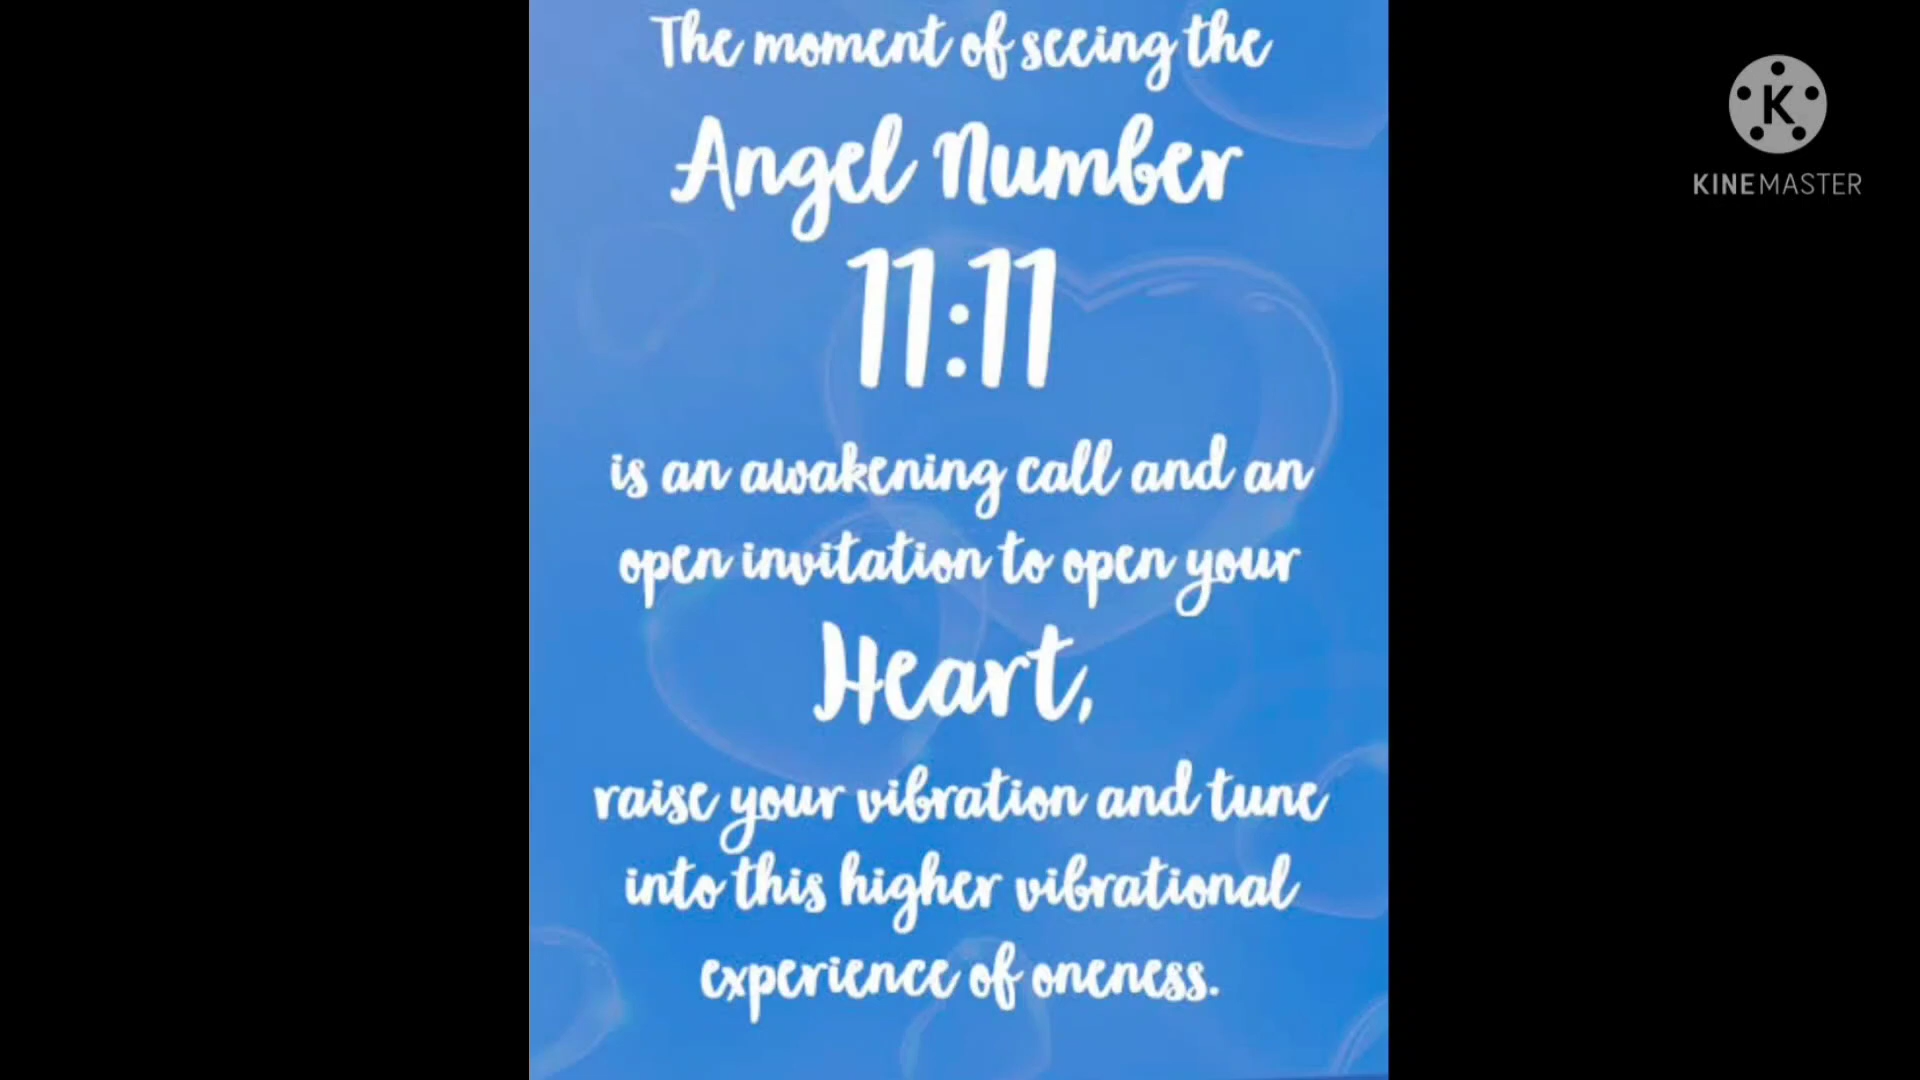 The moment of seeing the
Angel Number
11:11
is an awakening call and an
open invitation to open your
Heart,
raise your vibration and tune
into this higher vibrational
experience of oneness.
K
KINEMASTER